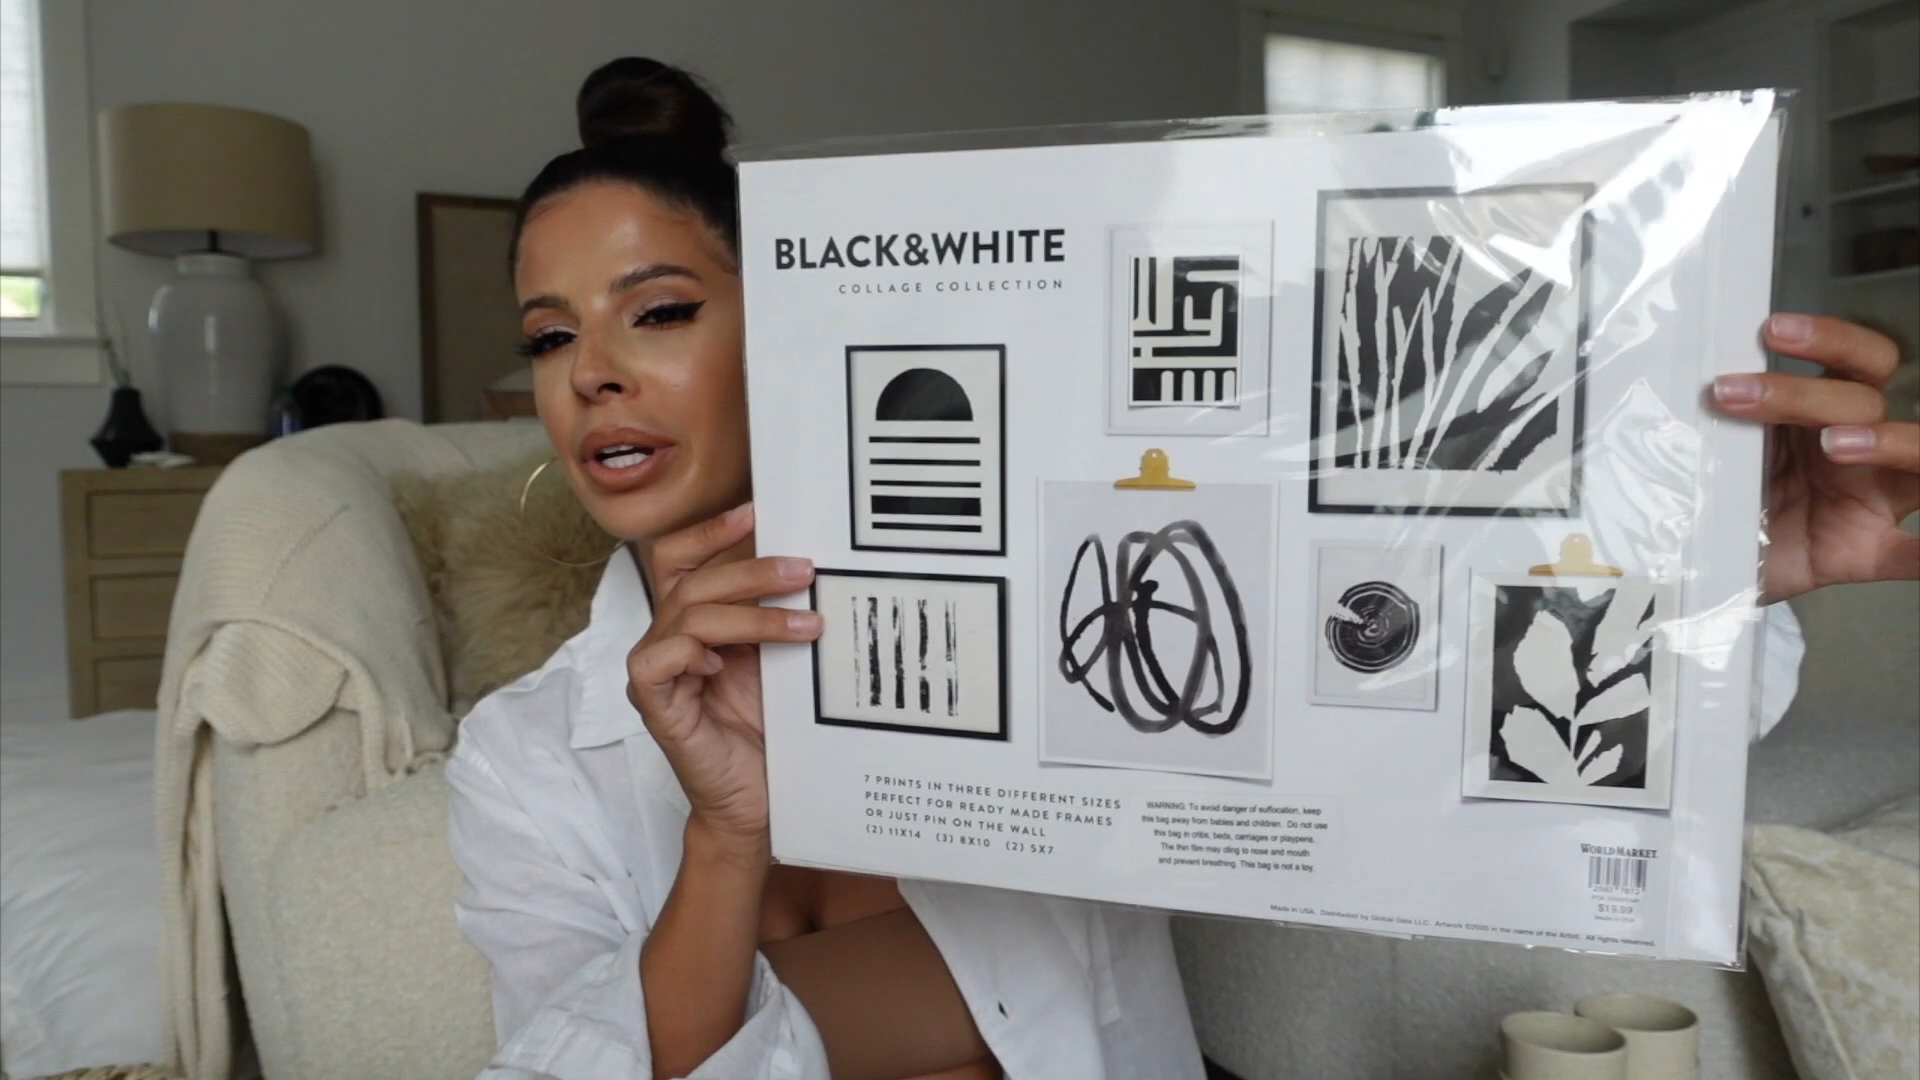 BLACK&WHITE
COLLAGE COLLECTION
7 PRINTS IN THREE DIFFERENT SIZES
PERFECT FOR READY MADE FRAMES
OR JUST PIN ON THE WALL
(2) 11X14 (3) 8X10 (2) 5X7
WARNING: To avoid danger of suffocation, keep
this bag away from babies and children. Do not use
this bag in cribs, beds, carriages or playpens.
The thin film may cling to nose and mouth
and prevent breathing. This bag is not a toy.
WORLD MARKET
$19.99
Made in USA
Made in USA. Distributed by Global Gate LLC. Artwork ©2020 in the name of the Artist. All rights reserved.